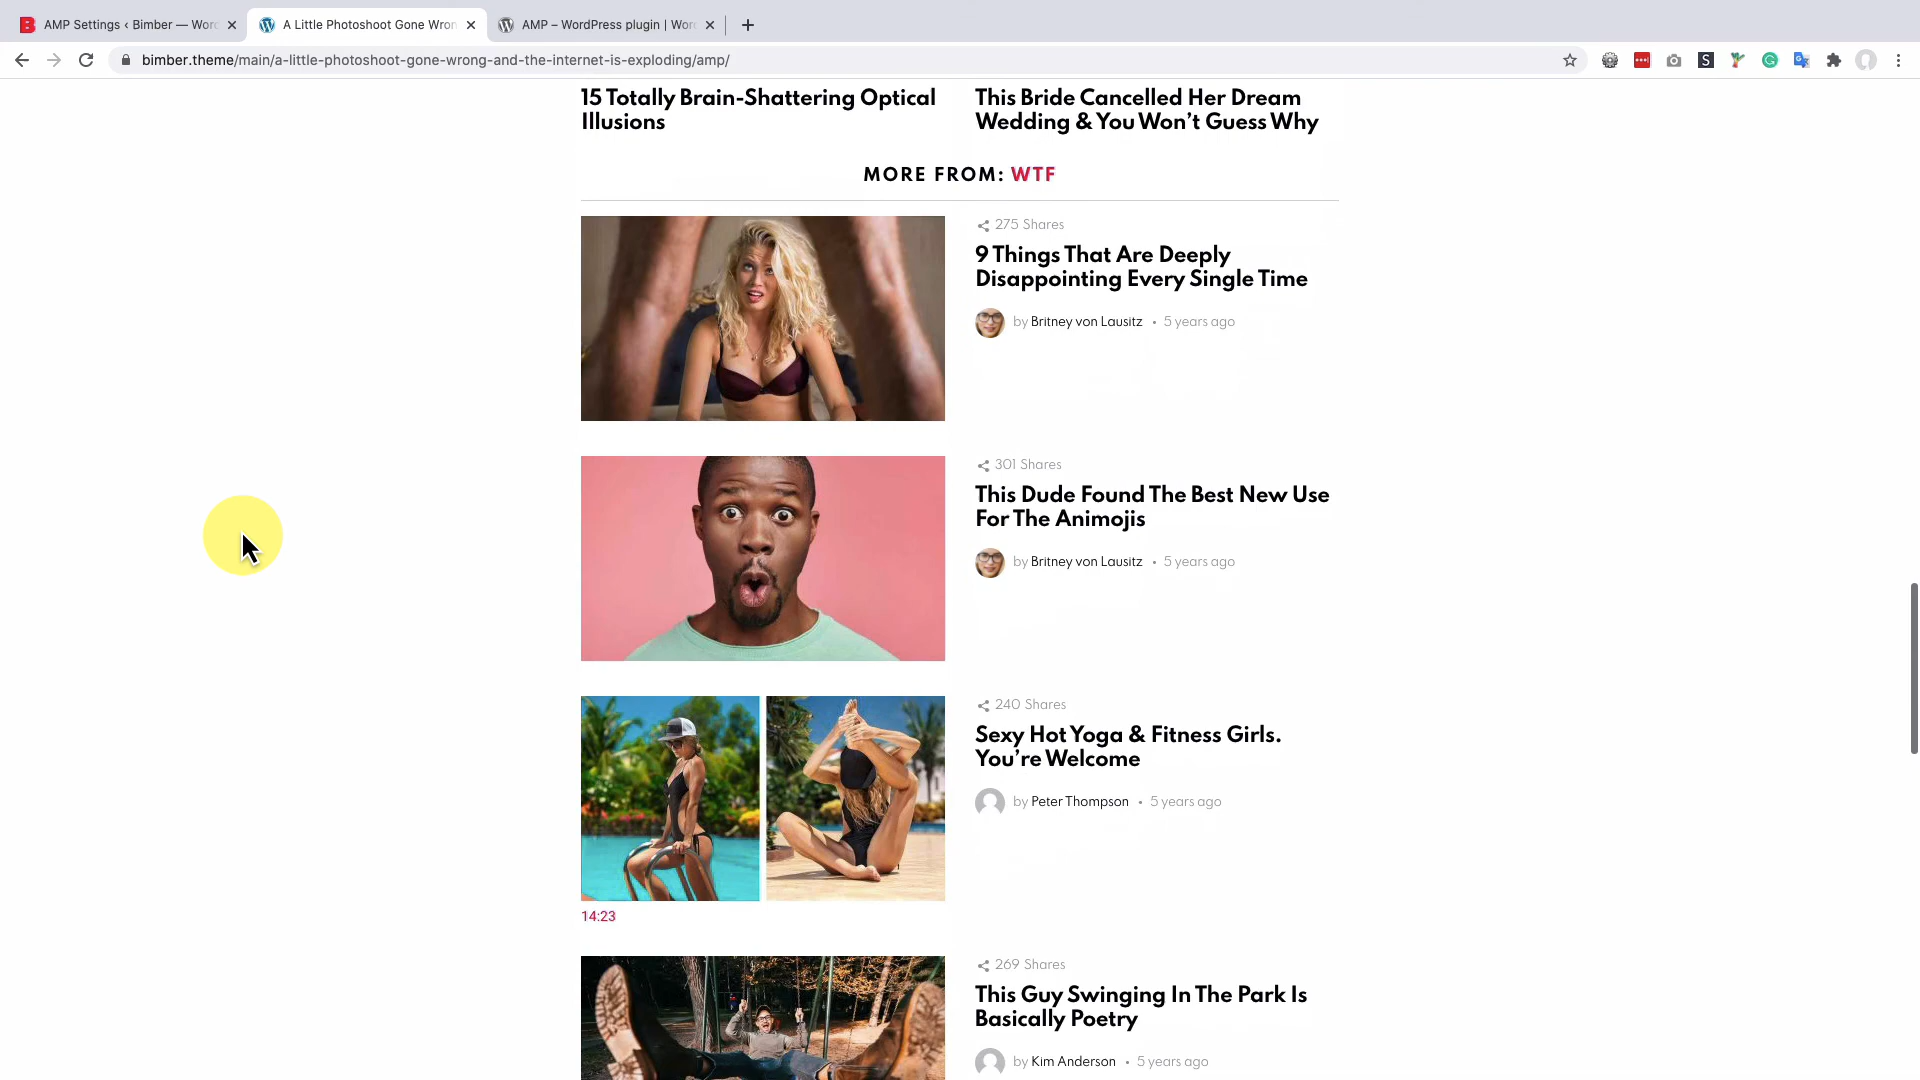 AMP Settings ‹ Bimber — Word
A Little Photoshoot Gone Wron
AMP – WordPress plugin | Word
bimber.theme/main/a-little-photoshoot-gone-wrong-and-the-internet-is-exploding/amp/
15 Totally Brain-Shattering Optical
Illusions
This Bride Cancelled Her Dream
Wedding & You Won’t Guess Why
MORE FROM: WTF
275 Shares
9 Things That Are Deeply
Disappointing Every Single Time
by Britney von Lausitz • 5 years ago
301 Shares
This Dude Found The Best New Use
For The Animojis
by Britney von Lausitz • 5 years ago
240 Shares
Sexy Hot Yoga & Fitness Girls.
You’re Welcome
by Peter Thompson • 5 years ago
14:23
269 Shares
This Guy Swinging In The Park Is
Basically Poetry
by Kim Anderson • 5 years ago